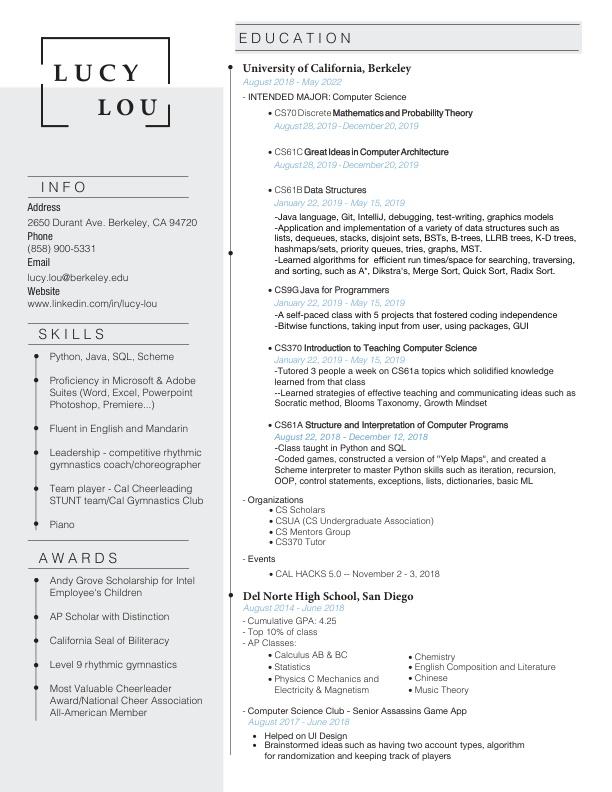 LUCY
LOU
INFO
Address
2650 Durant Ave. Berkeley, CA 94720
Phone
(858) 900-5331
Email
lucy.lou@berkeley.edu
Website
www.linkedin.com/in/lucy-lou
SKILLS
Python, Java, SQL, Scheme
Proficiency in Microsoft & Adobe
Suites (Word, Excel, Powerpoint
Photoshop, Premiere...)
Fluent in English and Mandarin
Leadership - competitive rhythmic
gymnastics coach/choreographer
Team player - Cal Cheerleading
STUNT team/Cal Gymnastics Club
Piano
AWARDS
Andy Grove Scholarship for Intel
Employee's Children
AP Scholar with Distinction
California Seal of Biliteracy
Level 9 rhythmic gymnastics
Most Valuable Cheerleader
Award/National Cheer Association
All-American Member
EDUCATION
University of California, Berkeley
August 2018 - May 2022
- INTENDED MAJOR: Computer Science
• CS70 Discrete Mathematics and Probability Theory
August 28, 2019 - December 20, 2019
• CS61C Great Ideas in Computer Architecture
August 28, 2019 - December 20, 2019
• CS61B Data Structures
January 22, 2019 - May 15, 2019
-Java language, Git, IntelliJ, debugging, test-writing, graphics models
-Application and implementation of a variety of data structures such as
lists, dequeues, stacks, disjoint sets, BSTs, B-trees, LLRB trees, K-D trees,
hashmaps/sets, priority queues, tries, graphs, MST.
-Learned algorithms for efficient run times/space for searching, traversing,
and sorting, such as A*, Dikstra's, Merge Sort, Quick Sort, Radix Sort.
• CS9G Java for Programmers
January 22, 2019 - May 15, 2019
-A self-paced class with 5 projects that fostered coding independence
-Bitwise functions, taking input from user, using packages, GUI
• CS370 Introduction to Teaching Computer Science
January 22, 2019 - May 15, 2019
-Tutored 3 people a week on CS61a topics which solidified knowledge
learned from that class
--Learned strategies of effective teaching and communicating ideas such as
Socratic method, Blooms Taxonomy, Growth Mindset
• CS61A Structure and Interpretation of Computer Programs
August 22, 2018 - December 12, 2018
-Class taught in Python and SQL
-Coded games, constructed a version of "Yelp Maps", and created a
Scheme interpreter to master Python skills such as iteration, recursion,
OOP, control statements, exceptions, lists, dictionaries, basic ML
- Organizations
• CS Scholars
• CSUA (CS Undergraduate Association)
• CS Mentors Group
• CS370 Tutor
- Events
• CAL HACKS 5.0 -- November 2 - 3, 2018
Del Norte High School, San Diego
August 2014 - June 2018
- Cumulative GPA: 4.25
- Top 10% of class
- AP Classes:
• Calculus AB & BC
• Statistics
• Physics C Mechanics and
Electricity & Magnetism
• Chemistry
• English Composition and Literature
• Chinese
• Music Theory
- Computer Science Club - Senior Assassins Game App
August 2017 - June 2018
• Helped on UI Design
• Brainstormed ideas such as having two account types, algorithm
for randomization and keeping track of players